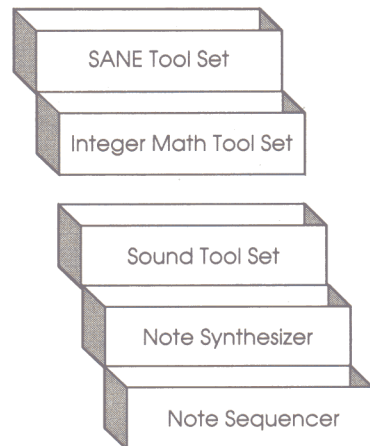 SANE Tool Set
Integer Math Tool Set
Sound Tool Set
Note Synthesizer
Note Sequencer